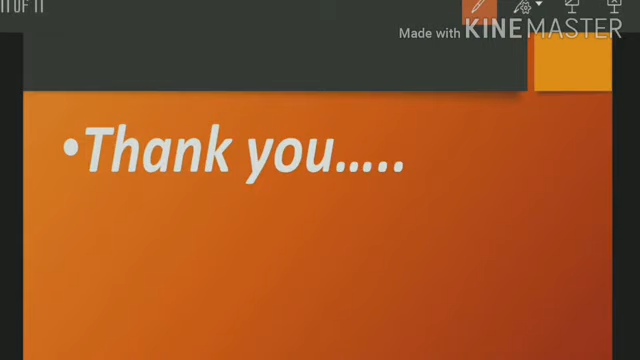 11 OF 11
Made with KINEMASTER
•Thank you.....